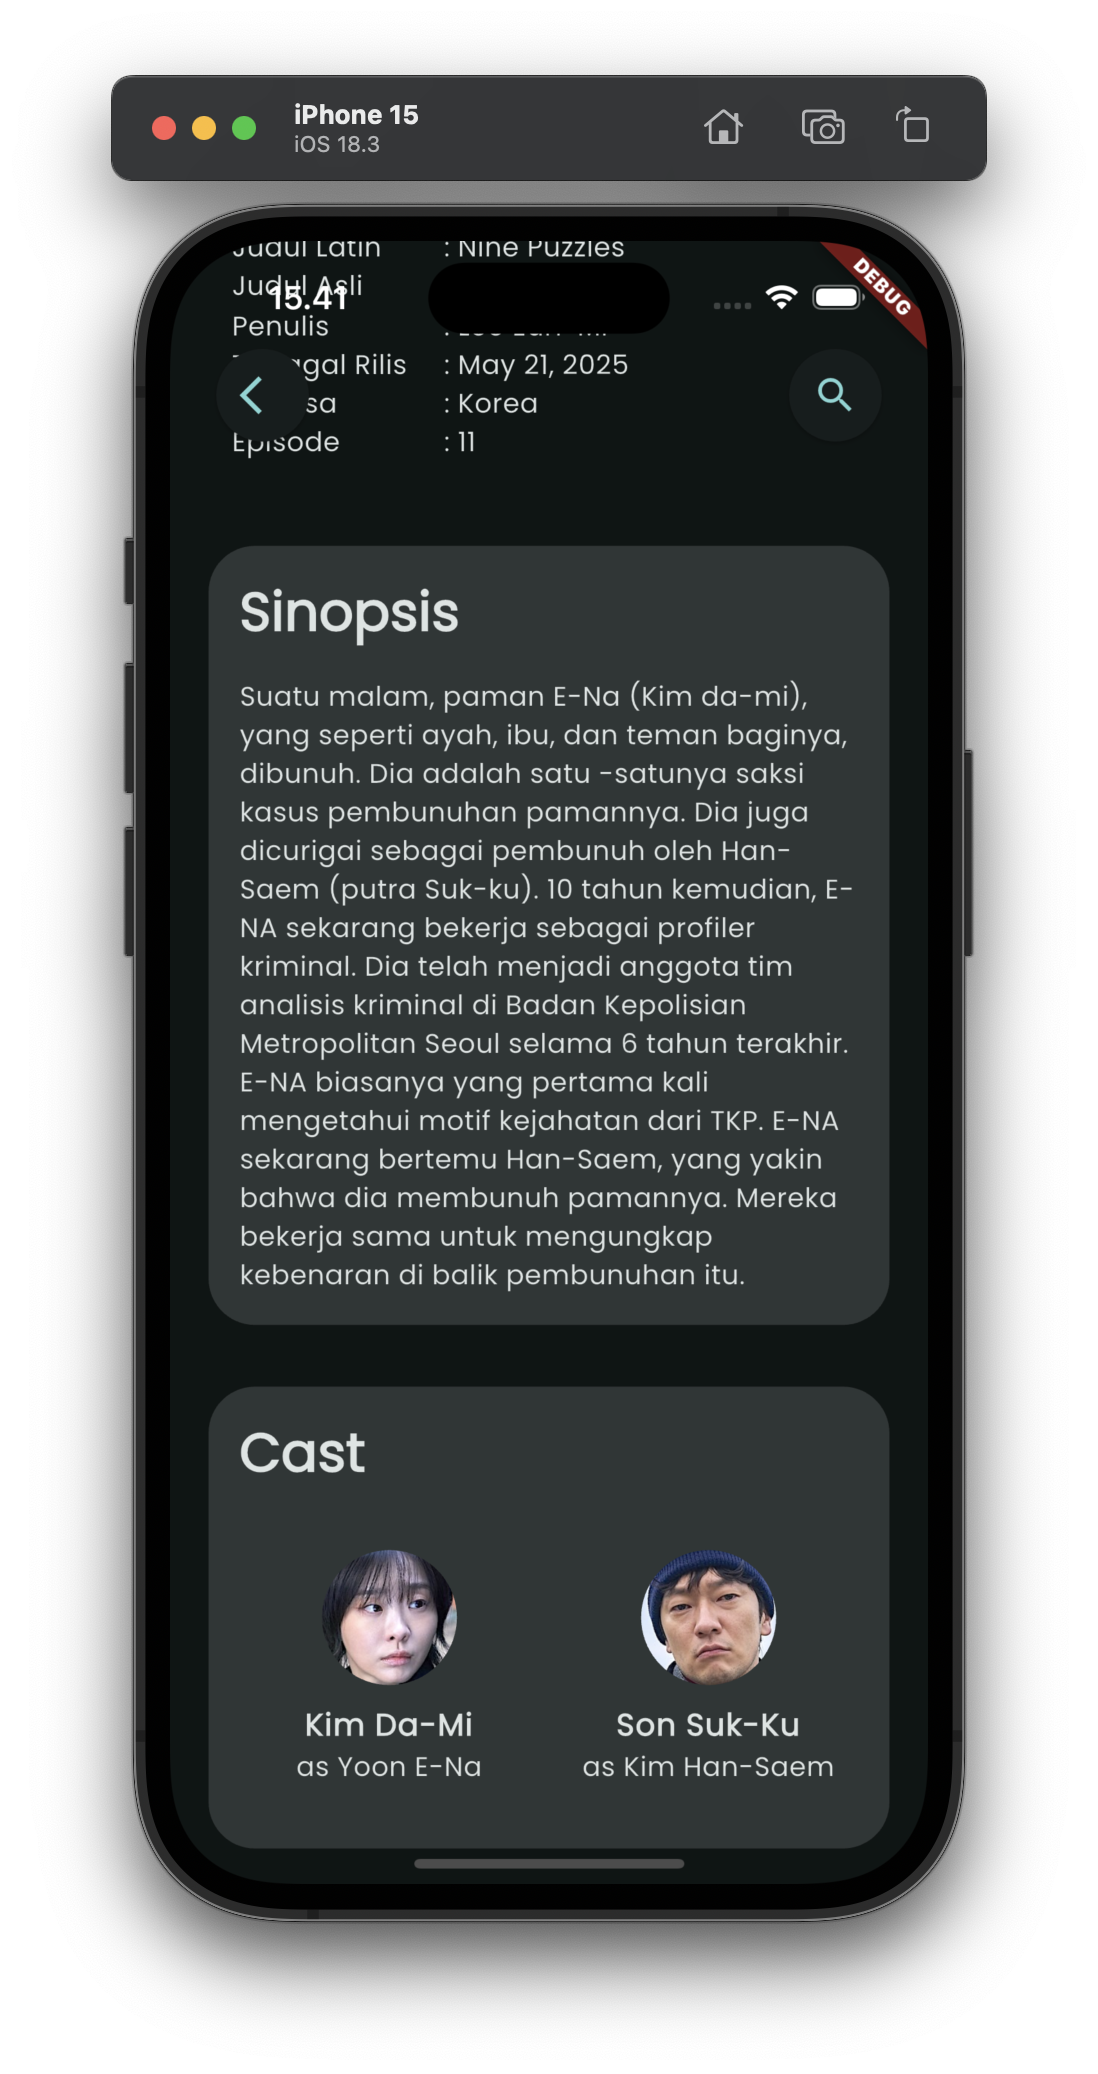 iPhone 15
iOS 18.3
DEBUG
Judul Latin : Nine Puzzles
Judul Asli
15.41
Penulis :
Rilis : May 21, 2025
: Korea
Episode : 11
Sinopsis
Suatu malam, paman E-Na (Kim da-mi),
yang seperti ayah, ibu, dan teman baginya,
dibunuh. Dia adalah satu -satunya saksi
kasus pembunuhan pamannya. Dia juga
dicurigai sebagai pembunuh oleh Han-
Saem (putra Suk-ku). 10 tahun kemudian, E-
NA sekarang bekerja sebagai profiler
kriminal. Dia telah menjadi anggota tim
analisis kriminal di Badan Kepolisian
Metropolitan Seoul selama 6 tahun terakhir.
E-NA biasanya yang pertama kali
mengetahui motif kejahatan dari TKP. E-NA
sekarang bertemu Han-Saem, yang yakin
bahwa dia membunuh pamannya. Mereka
bekerja sama untuk mengungkap
kebenaran di balik pembunuhan itu.
Cast
Kim Da-Mi
as Yoon E-Na
Son Suk-Ku
as Kim Han-Saem